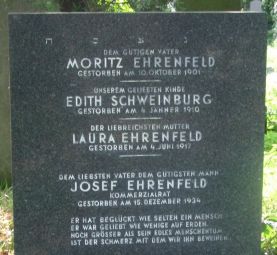 DEM GÜTIGEN VATER
MORITZ EHRENFELD
GESTORBEN AM 10. OKTOBER 1901
UNSEREM GELIEBTEN KINDE
EDITH SCHWEINBURG
GESTORBEN AM 4. JÄNNER 1910
DER LIEBREICHSTEN MUTTER
LAURA EHRENFELD
GESTORBEN AM 4. JUNI 1917
DEM LIEBSTEN VATER DEM GÜTIGSTEN MANN
JOSEF EHRENFELD
KOMMERZIALRAT
GESTORBEN AM 15. DEZEMBER 1934
ER HAT BEGLÜCKT WIE SELTEN EIN MENSCH
ER WAR GELIEBT WIE WENIGE AUF ERDEN.
NOCH GRÖSSER ALS SEIN EDLES MENSCHENTUM
IST DER SCHMERZ MIT DEM WIR IHN BEWEINEN.